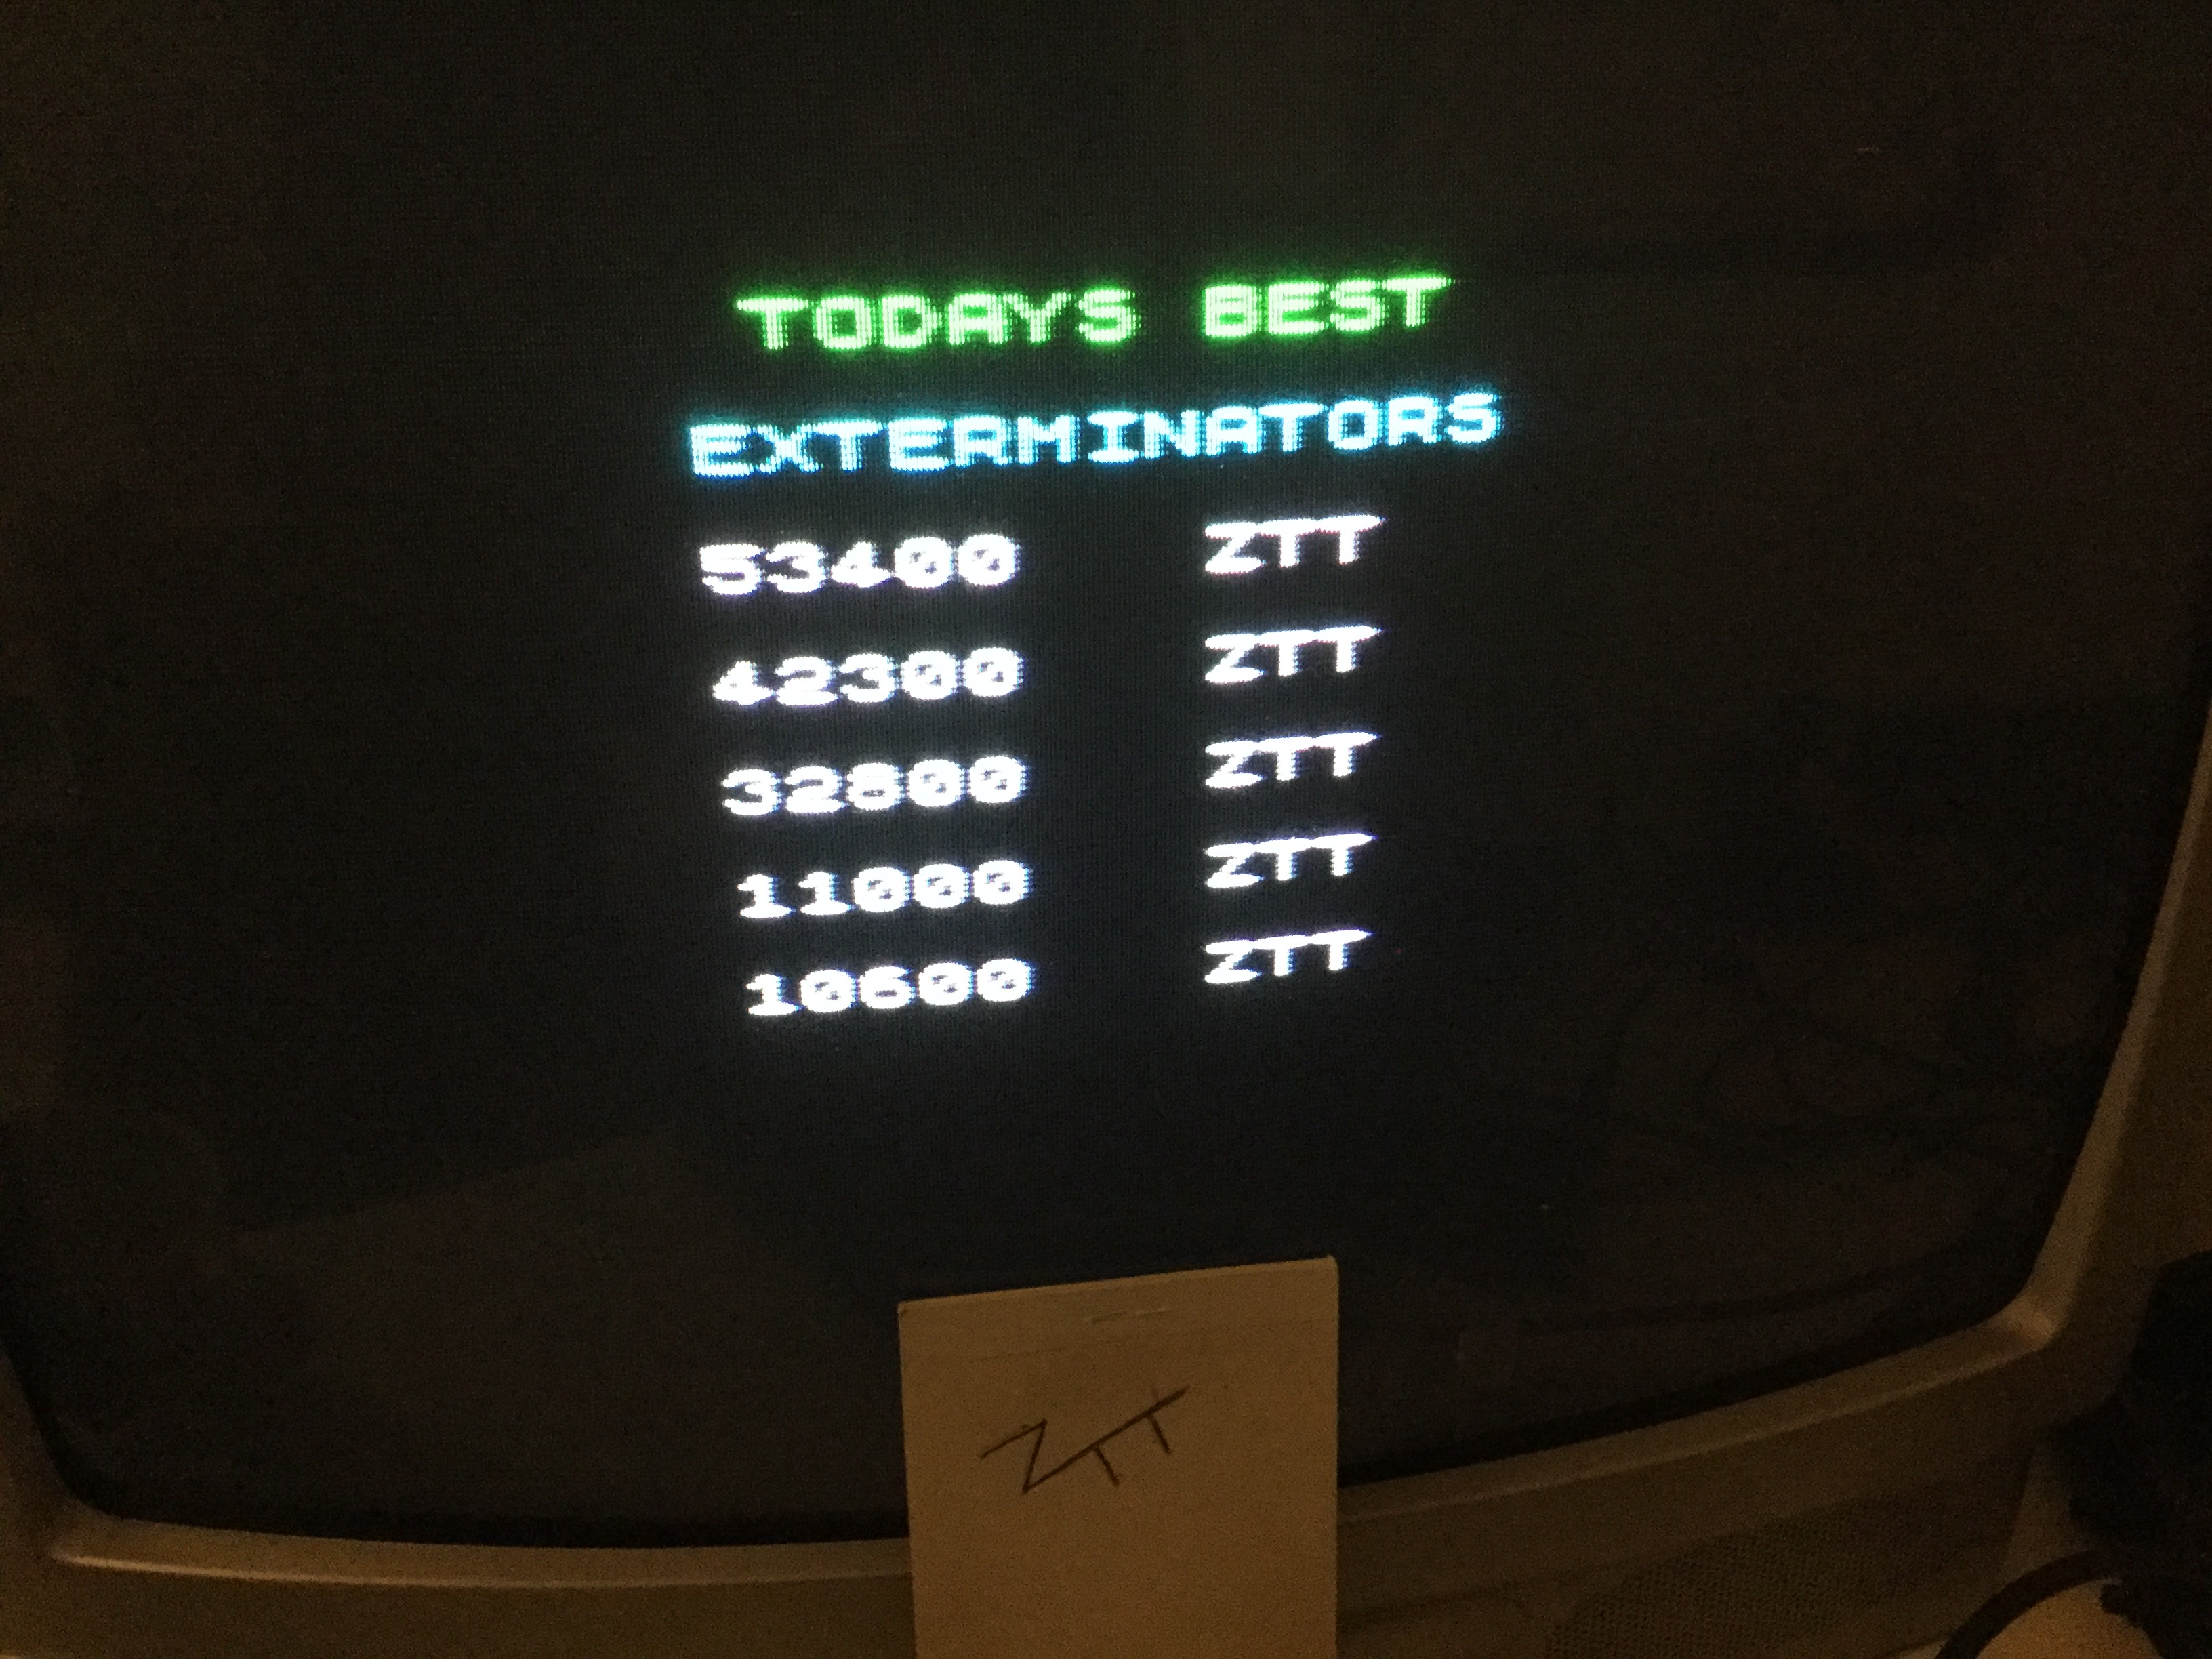 TODAYS BEST
EXTERMINATORS
53400 ZTT
42300 ZTT
32800 ZTT
11000 ZTT
10600 ZTT
ZTT